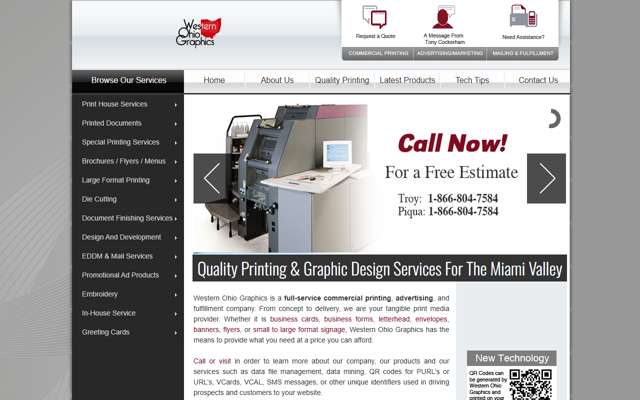 Western
Ohio
Graphics
Request a Quote
A Message From
Tony Cockerham
Need Assistance?
COMMERCIAL PRINTING
ADVERTISING/MARKETING
MAILING & FULFILLMENT
Browse Our Services
Home
About Us
Quality Printing
Latest Products
Tech Tips
Contact Us
Print House Services
Printed Documents
Special Printing Services
Brochures / Flyers / Menus
Large Format Printing
Die Cutting
Document Finishing Services
Design And Development
EDDM & Mail Services
Promotional Ad Products
Embroidery
In-House Service
Greeting Cards
Call Now!
For a Free Estimate
Troy: 1-866-804-7584
Piqua: 1-866-804-7584
Quality Printing & Graphic Design Services For The Miami Valley
Western Ohio Graphics is a full-service commercial printing, advertising, and
fulfillment company. From concept to delivery, we are your tangible print media
provider. Whether it is business cards, business forms, letterhead, envelopes,
banners, flyers, or small to large format signage, Western Ohio Graphics has the
means to provide what you need at a price you can afford.
Call or visit in order to learn more about our company, our products and our
services such as data file management, data mining, QR codes for PURL's or
URL's, VCards, VCAL, SMS messages, or other unique identifiers used in driving
prospects and customers to your website.
New Technology
QR Codes can
be generated by
Western Ohio
Graphics and
printed on your